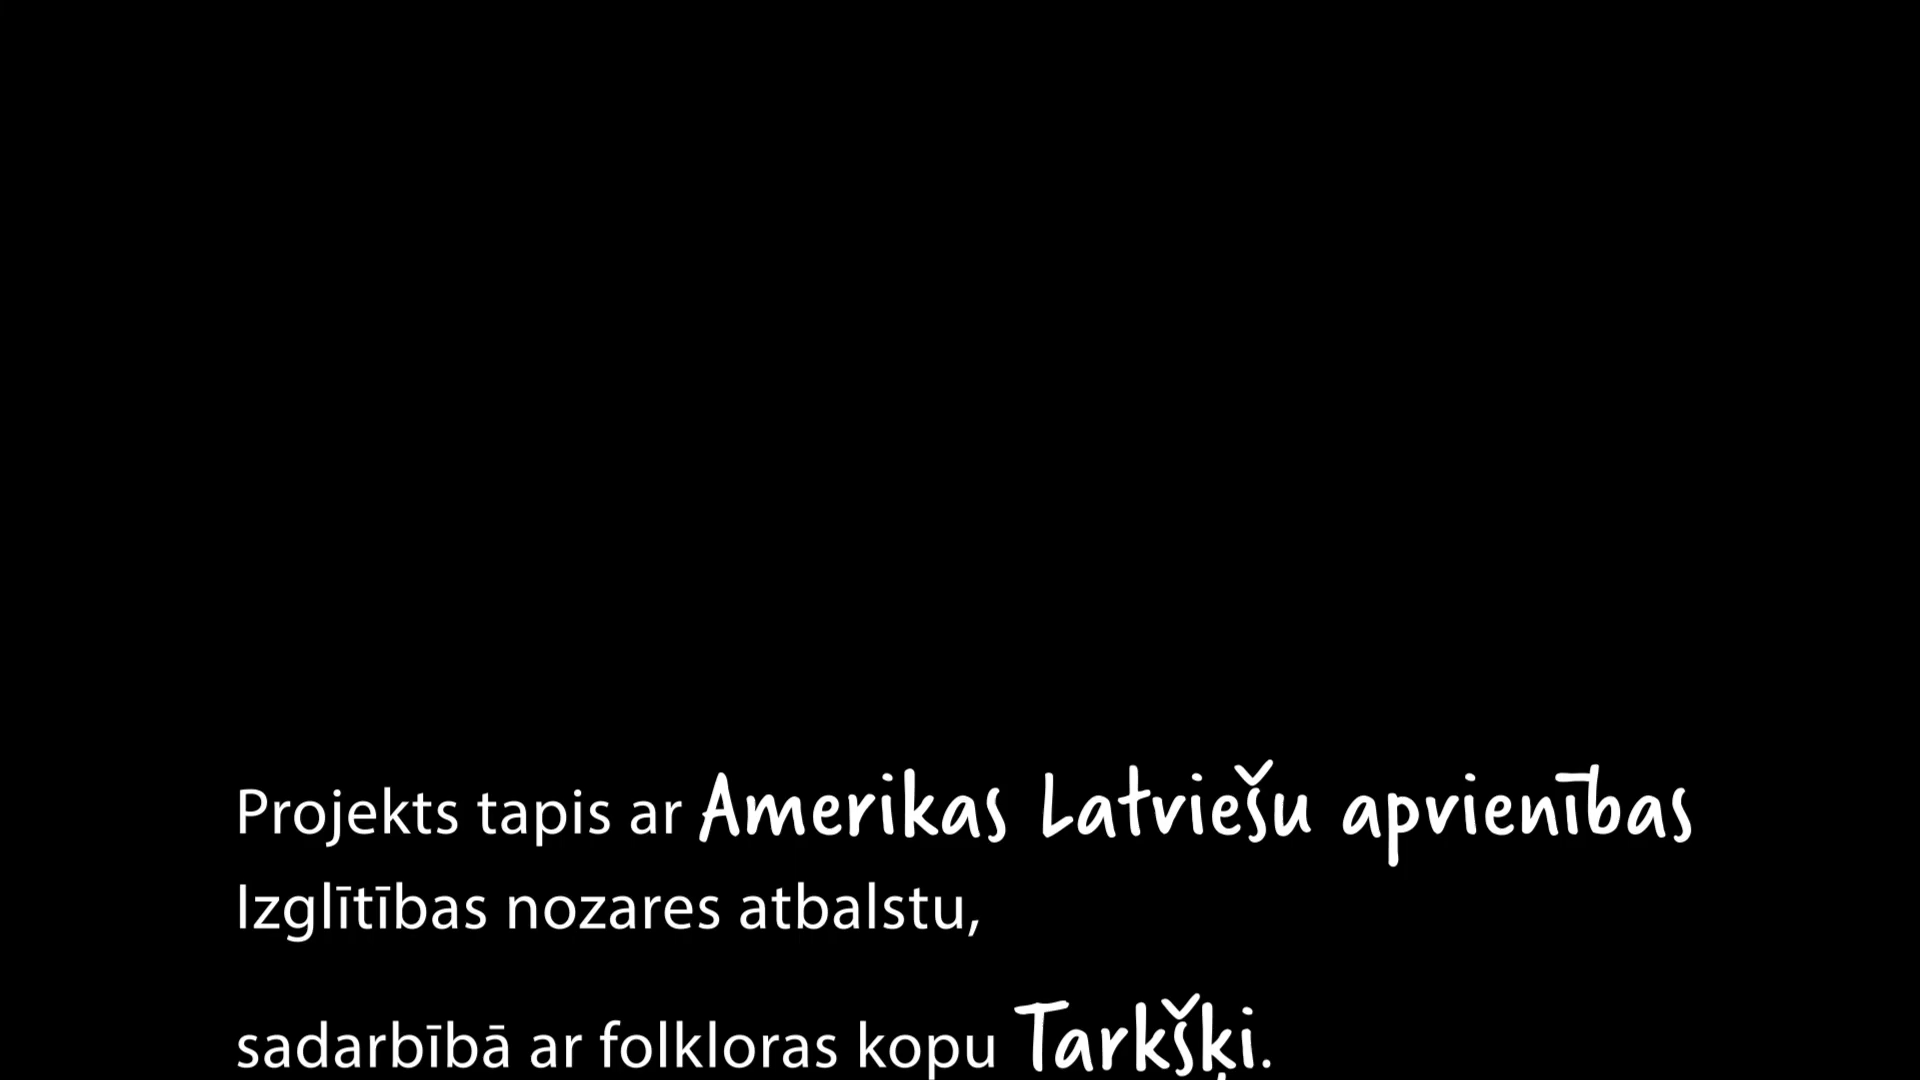 Projekts tapis ar Amerikas Latviešu apvienības
Izglītības nozares atbalstu,
sadarbībā ar folkloras kopu Tarkšķi.